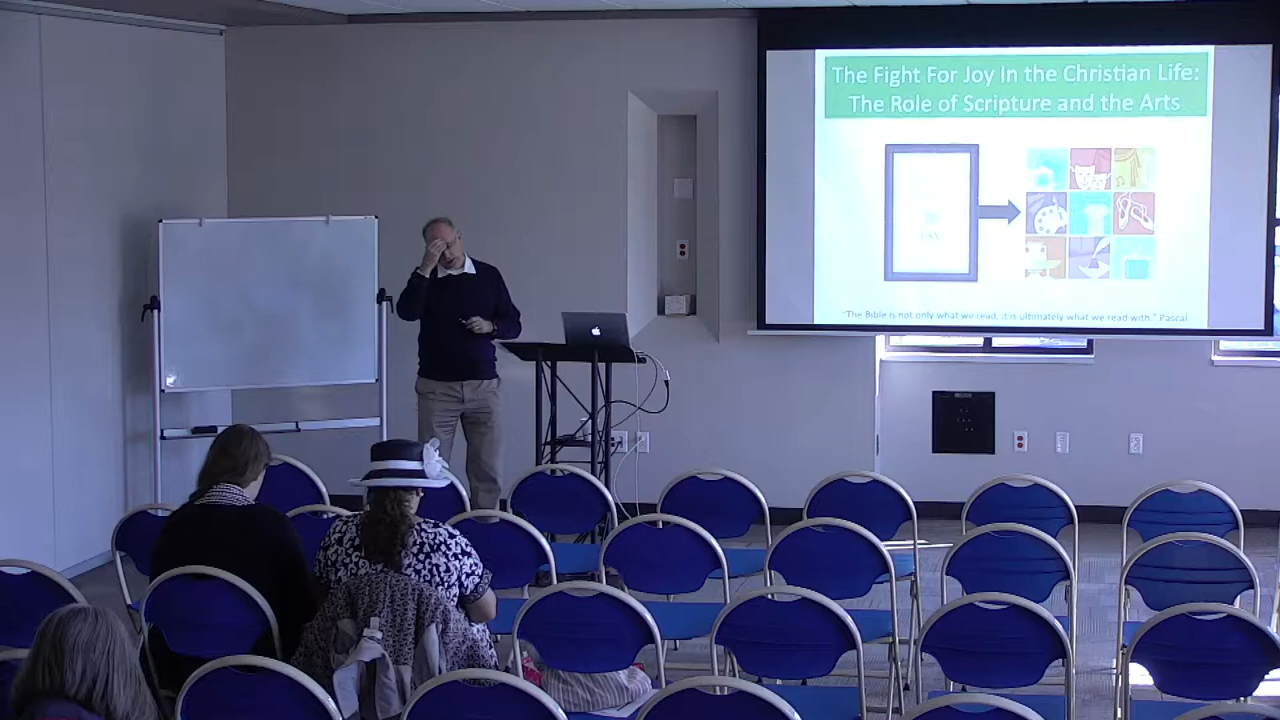 The Fight For Joy In the Christian Life:
The Role of Scripture and the Arts
"The Bible is not only what we read, it is ultimately what we read with." Pascal